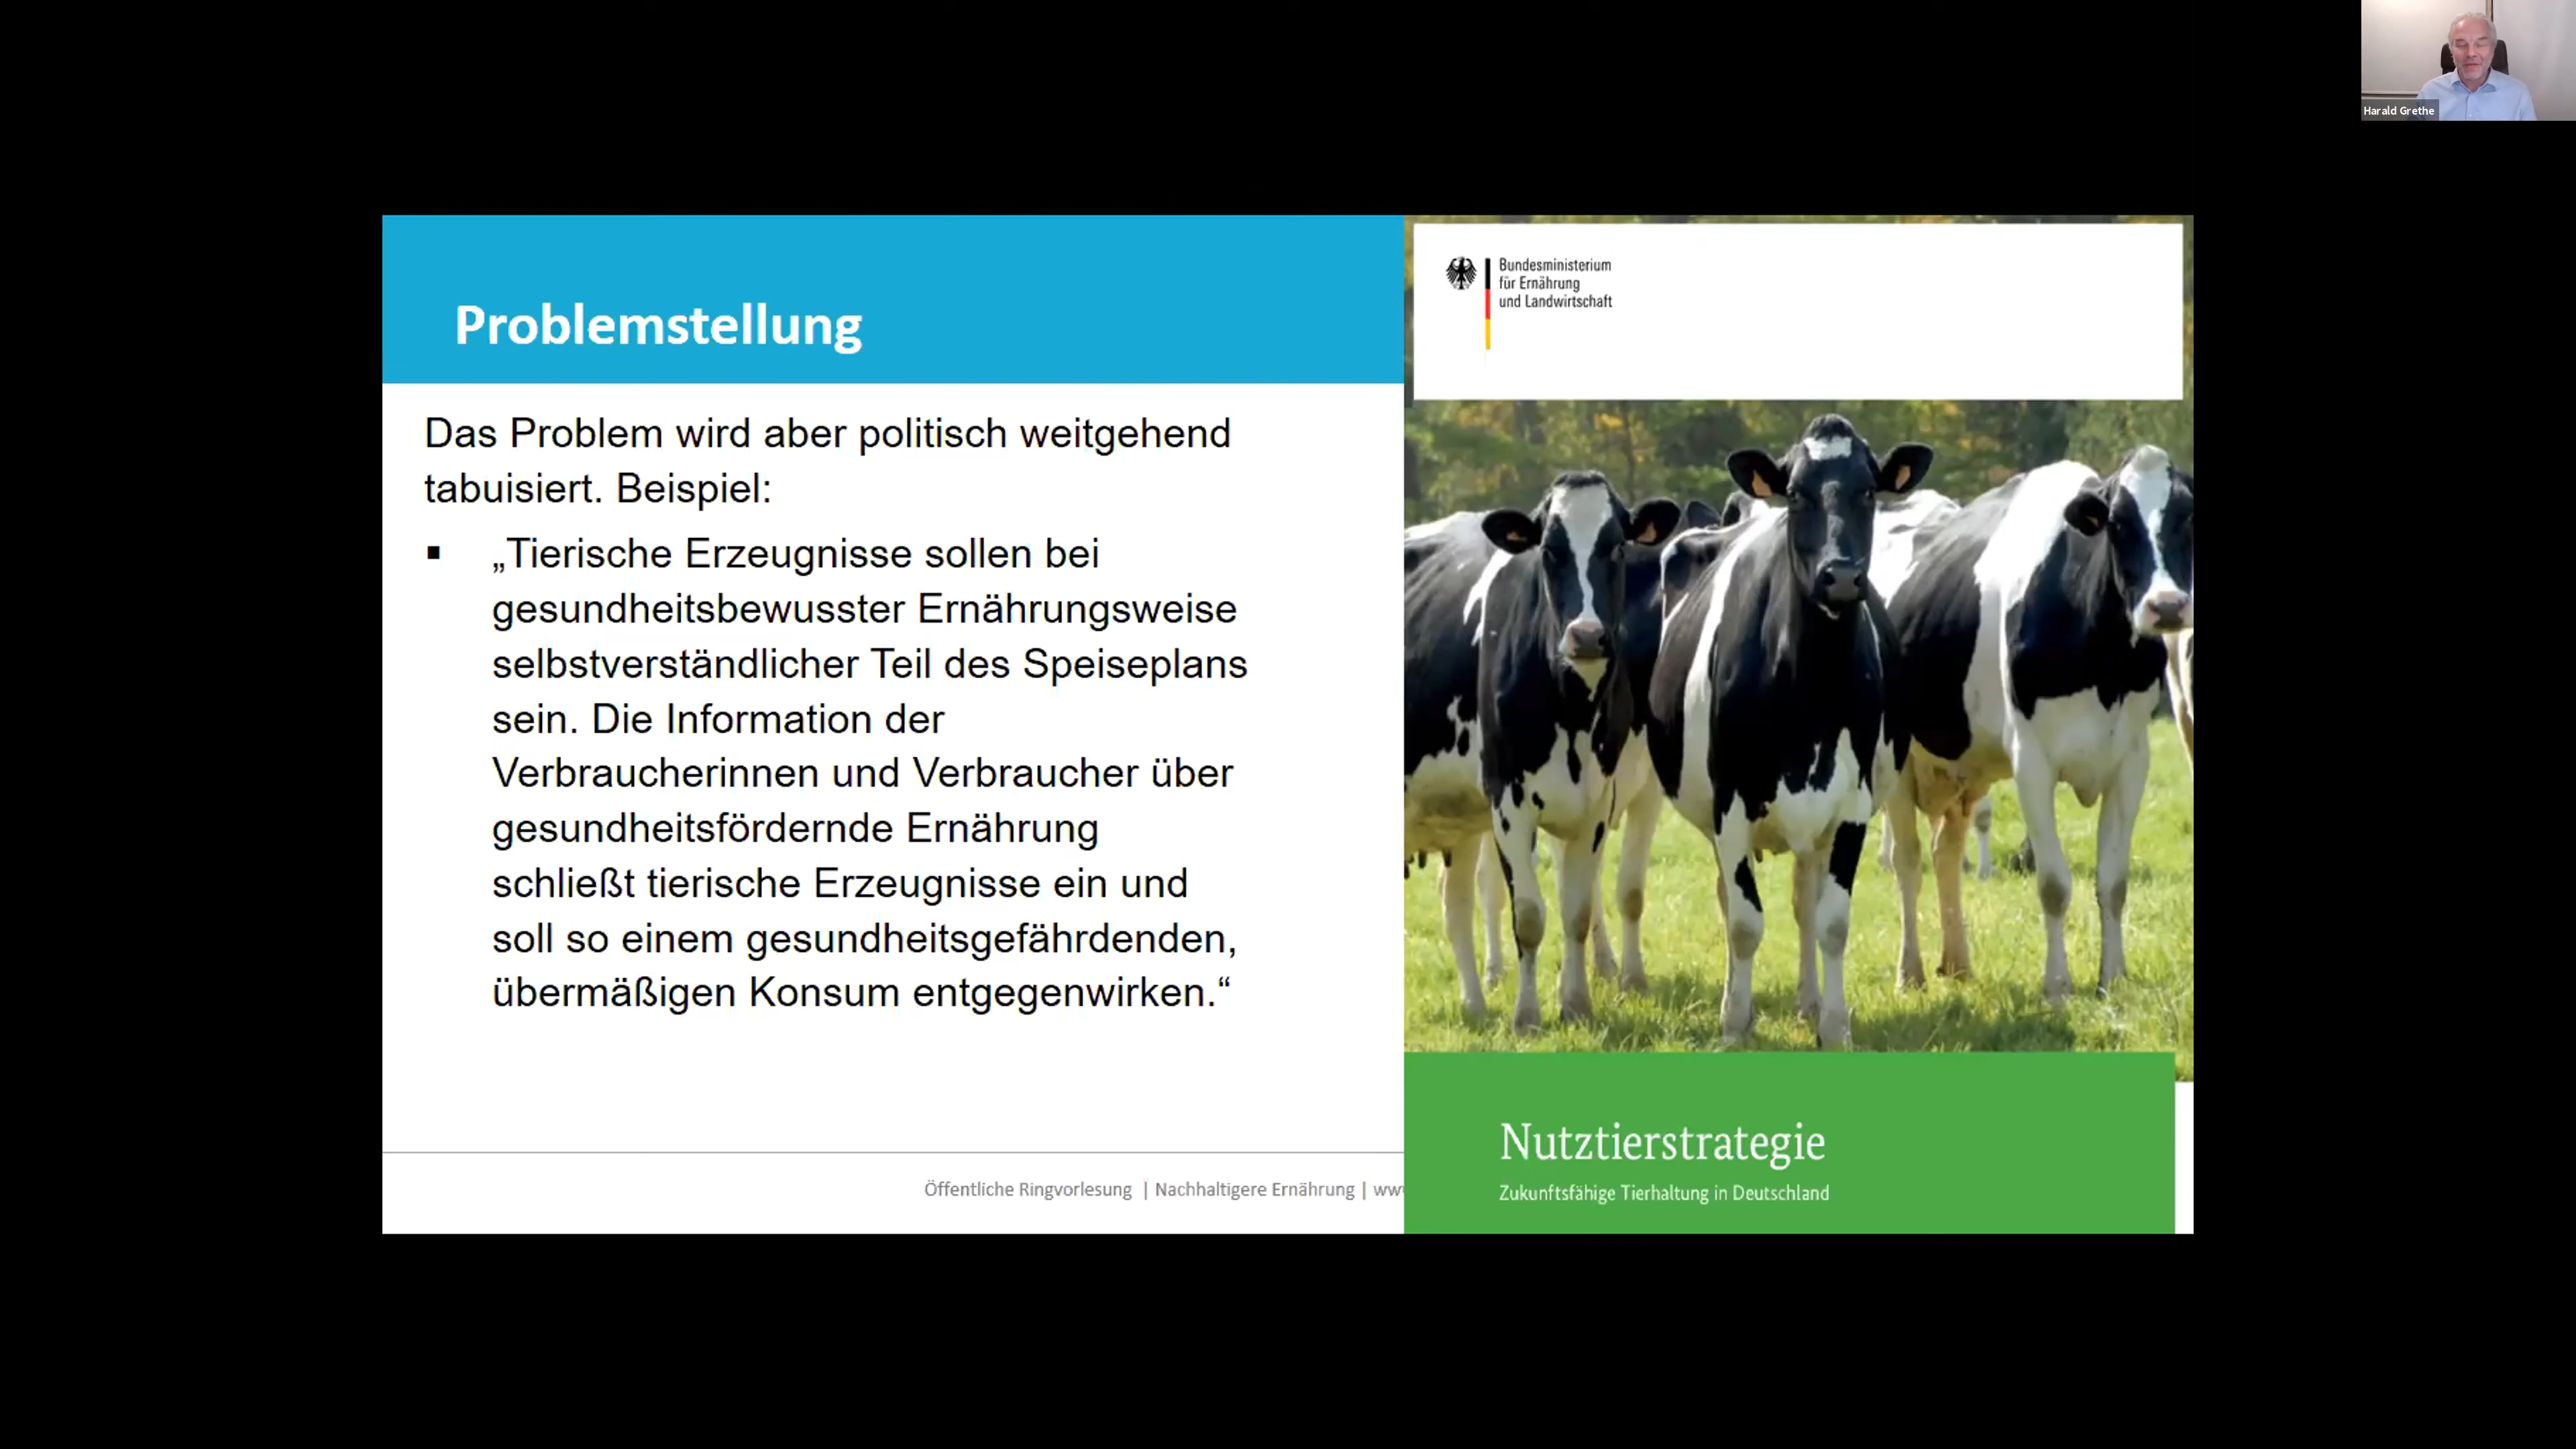 Harald Grethe
Problemstellung
Das Problem wird aber politisch weitgehend
tabuisiert. Beispiel:
▪ „Tierische Erzeugnisse sollen bei
gesundheitsbewusster Ernährungsweise
selbstverständlicher Teil des Speiseplans
sein. Die Information der
Verbraucherinnen und Verbraucher über
gesundheitsfördernde Ernährung
schließt tierische Erzeugnisse ein und
soll so einem gesundheitsgefährdenden,
übermäßigen Konsum entgegenwirken.“
Öffentliche Ringvorlesung | Nachhaltigere Ernährung |
Bundesministerium
für Ernährung
und Landwirtschaft
Nutztierstrategie
Zukunftsfähige Tierhaltung in Deutschland